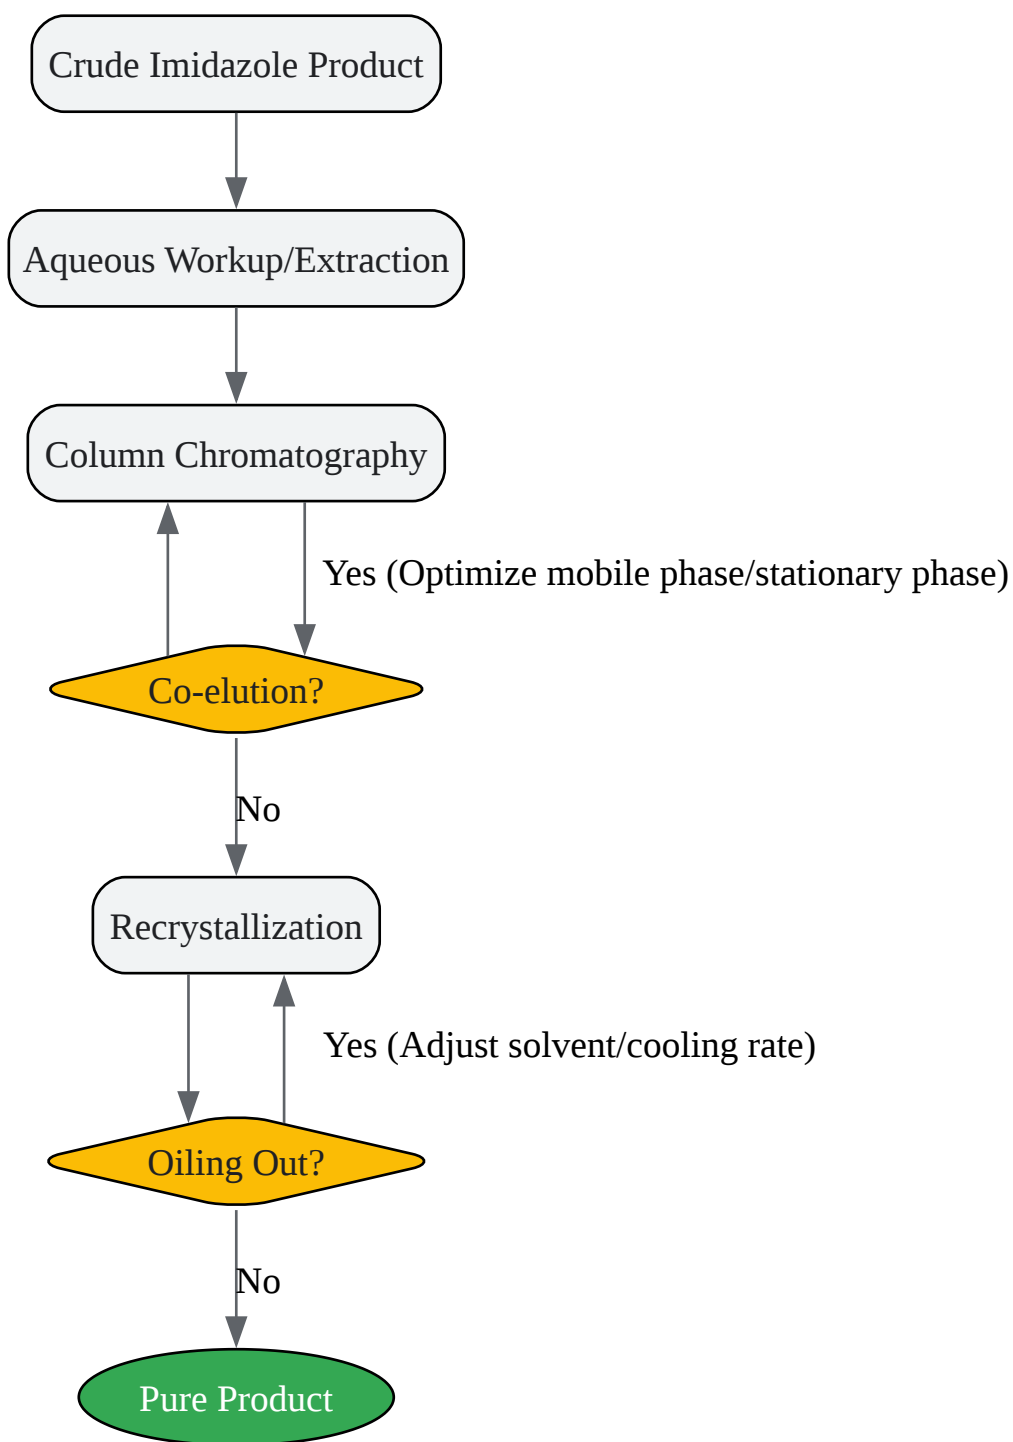 Crude Imidazole Product
Aqueous Workup/Extraction
Column Chromatography
Yes (Optimize mobile phase/stationary phase)
Co-elution?
No
Recrystallization
Yes (Adjust solvent/cooling rate)
Oiling Out?
No
Pure Product